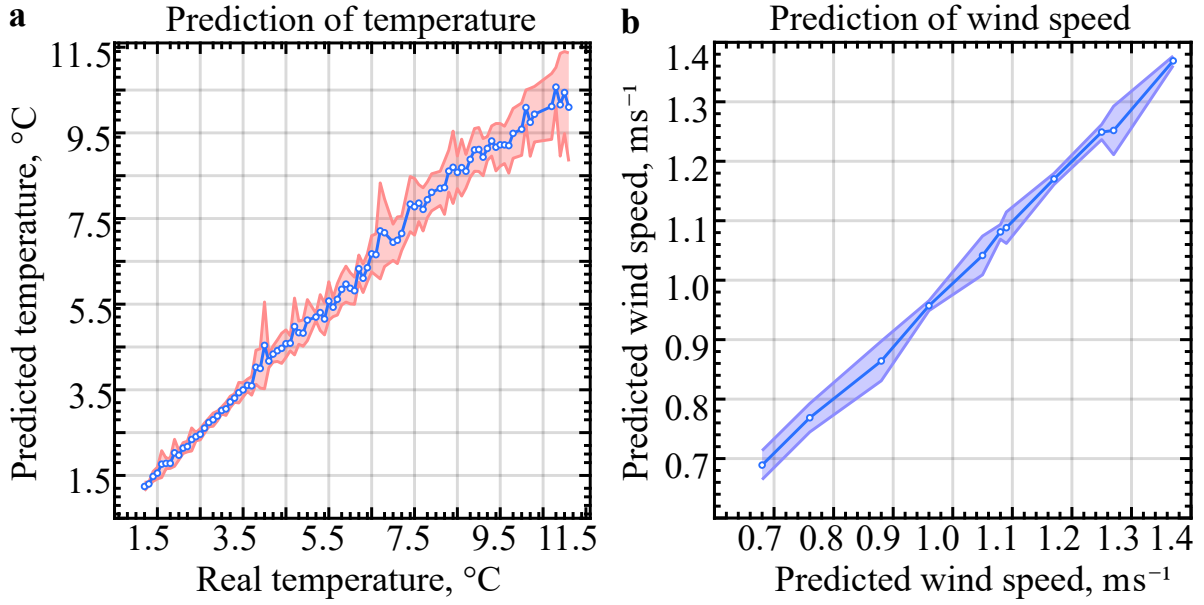 a
Prediction of temperature
Predicted temperature, °C
11.5
9.5
7.5
5.5
3.5
1.5
1.5 3.5 5.5 7.5 9.5 11.5
Real temperature, °C
b
Prediction of wind speed
Predicted wind speed, ms⁻¹
1.4
1.3
1.2
1.1
1.0
0.9
0.8
0.7
0.7 0.8 0.9 1.0 1.1 1.2 1.3 1.4
Predicted wind speed, ms⁻¹